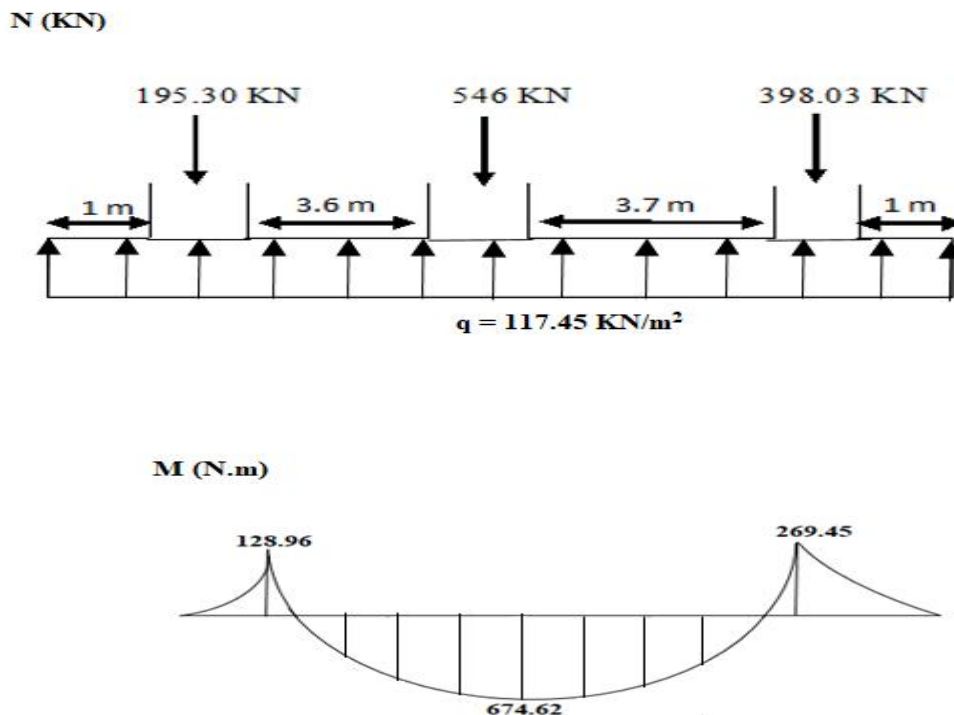 N (KN)
195.30 KN 546 KN 398.03 KN
1 m 3.6 m 3.7 m 1 m
q = 117.45 KN/m²
M (N.m)
128.96 269.45
674.62